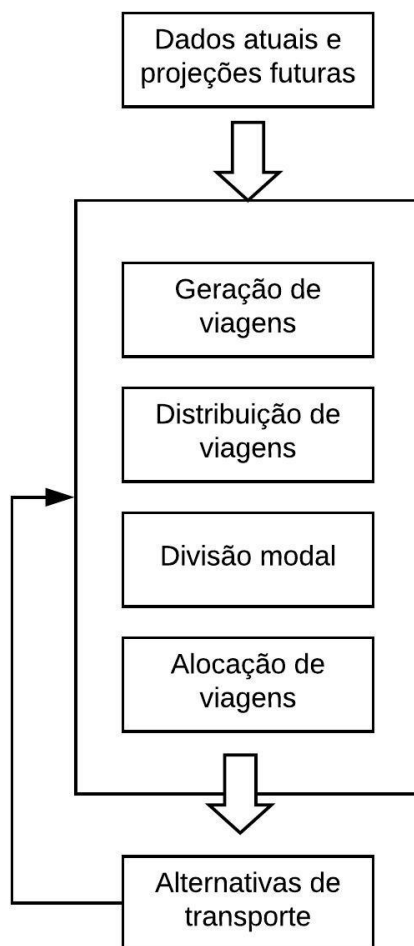 Dados atuais e
projeções futuras
Geração de
viagens
Distribuição de
viagens
Divisão modal
Alocação de
viagens
Alternativas de
transporte